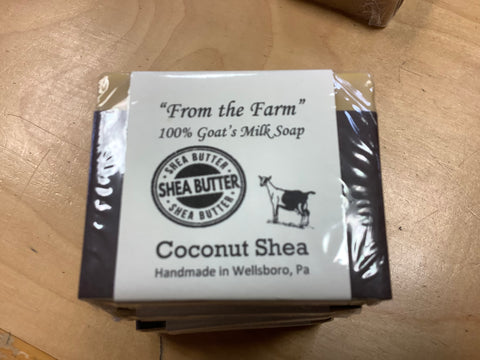 "From the Farm"
100% Goat's Milk Soap
SHEA BUTTER
SHEA BUTTER
SHEA BUTTER
Coconut Shea
Handmade in Wellsboro, Pa